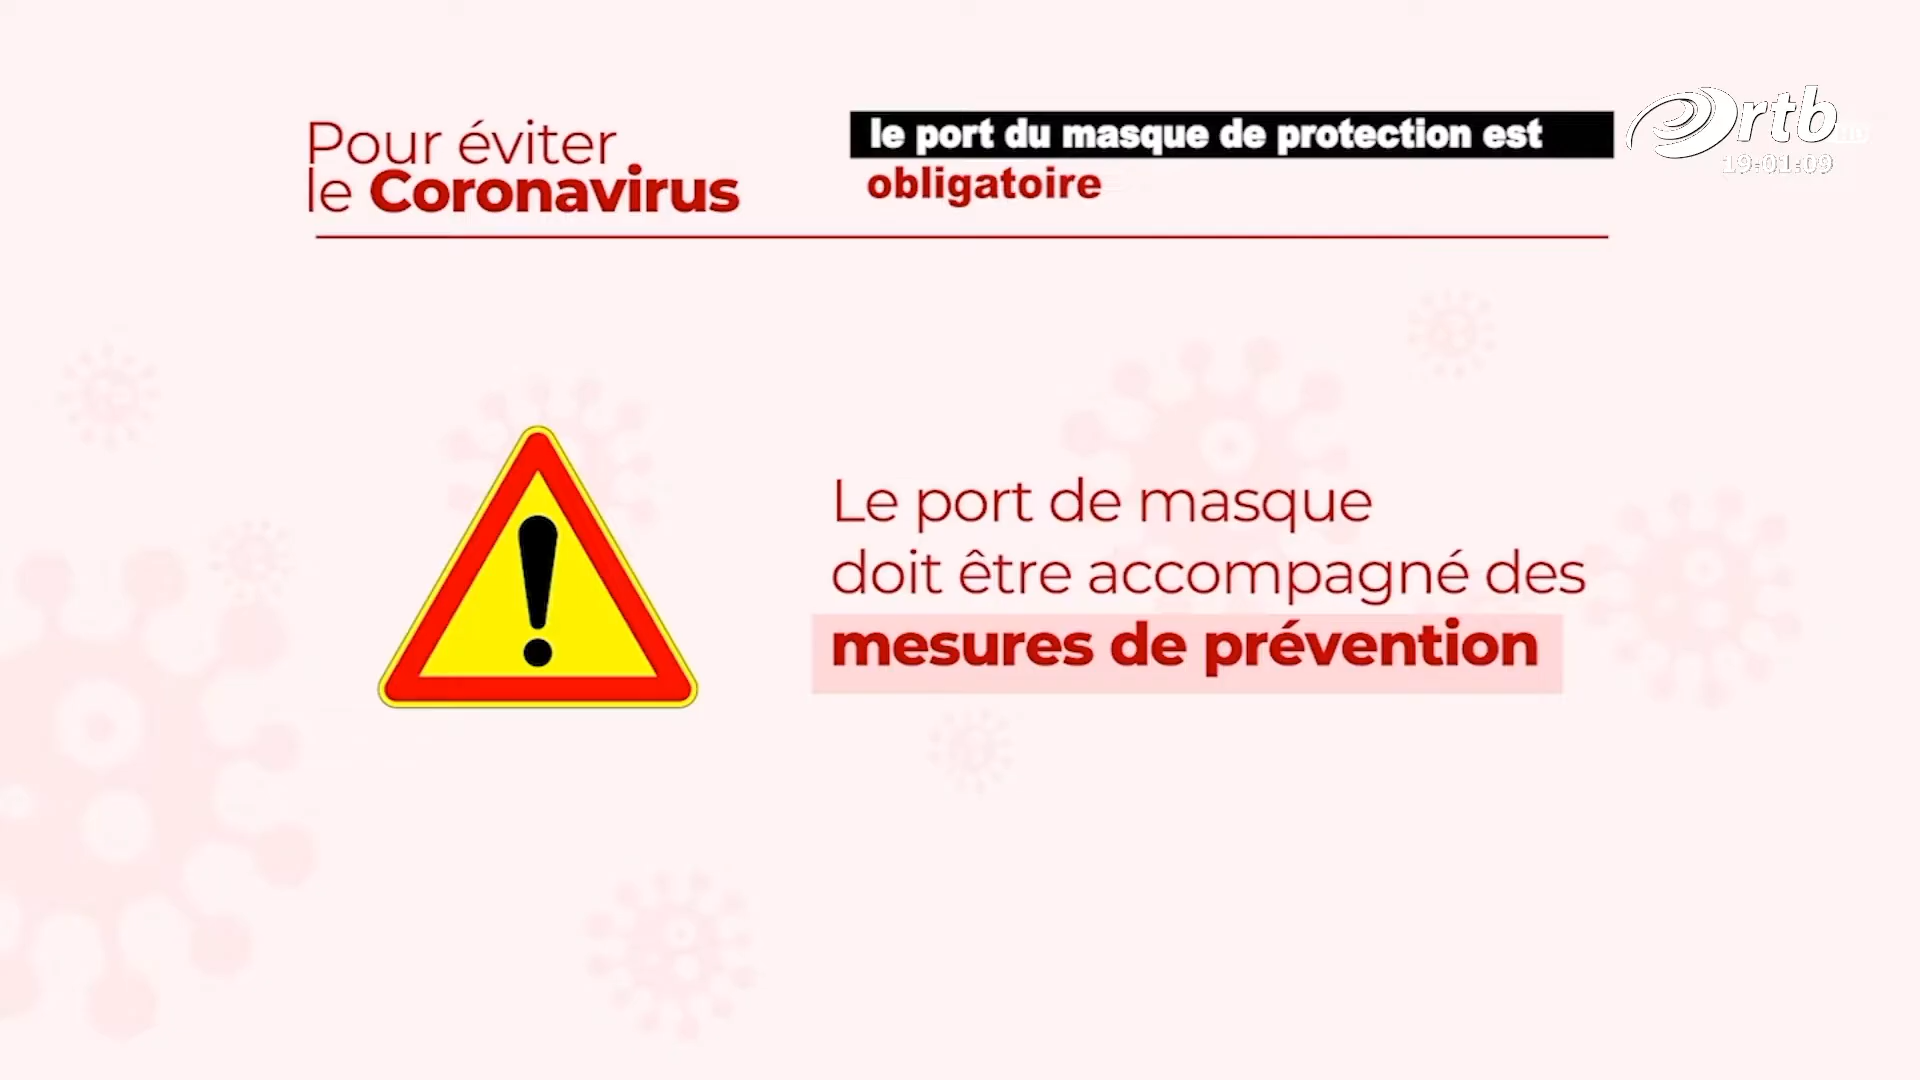 Pour éviter
le Coronavirus
le port du masque de protection est
obligatoire
rtb HD
19:01:09
Le port de masque
doit être accompagné des
mesures de prévention